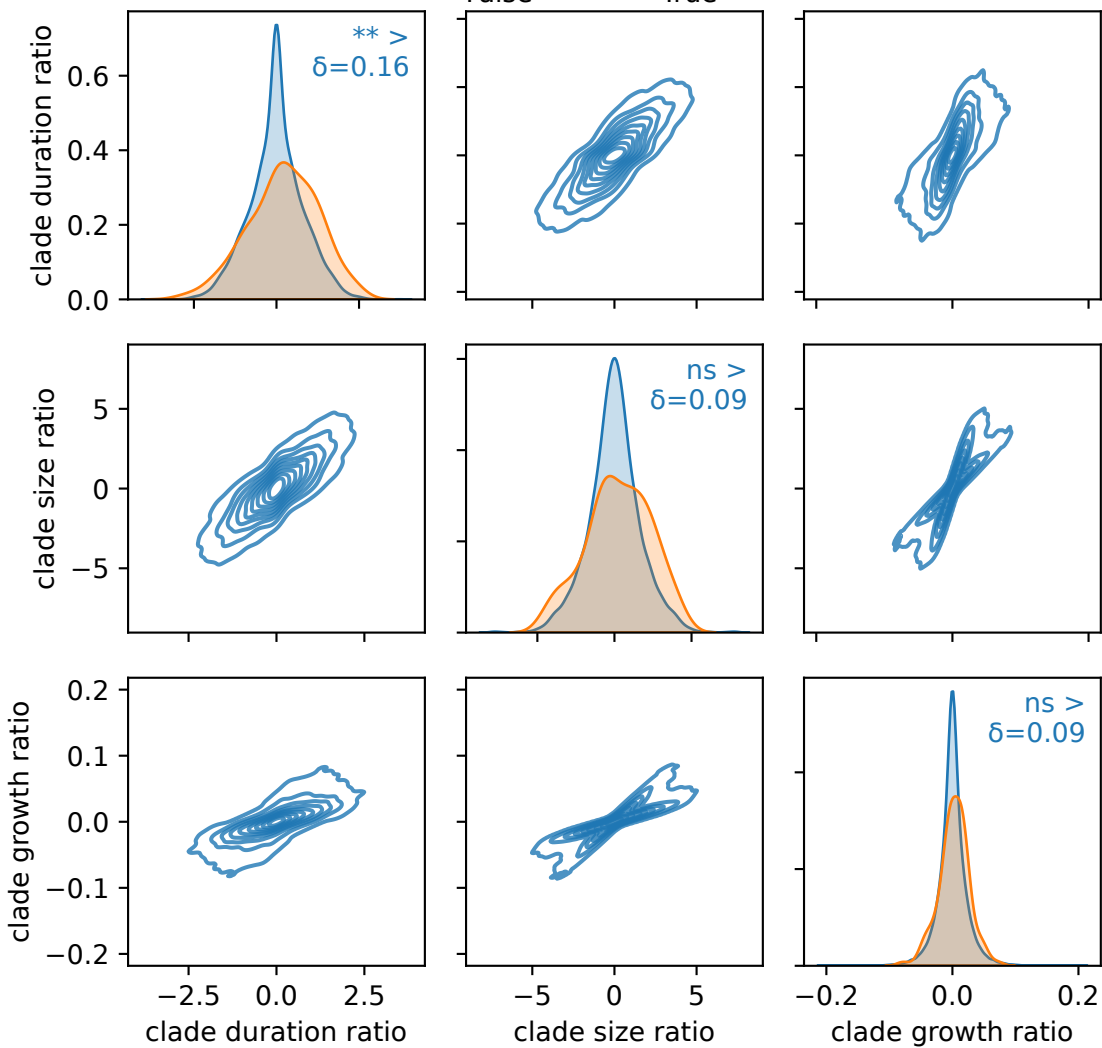 clade duration ratio
0.6
0.4
0.2
0.0
** >
δ=0.16
clade size ratio
5
0
−5
ns >
δ=0.09
clade growth ratio
0.2
0.1
0.0
−0.1
−0.2
ns >
δ=0.09
−2.5
0.0
2.5
clade duration ratio
−5
0
5
clade size ratio
−0.2
0.0
0.2
clade growth ratio